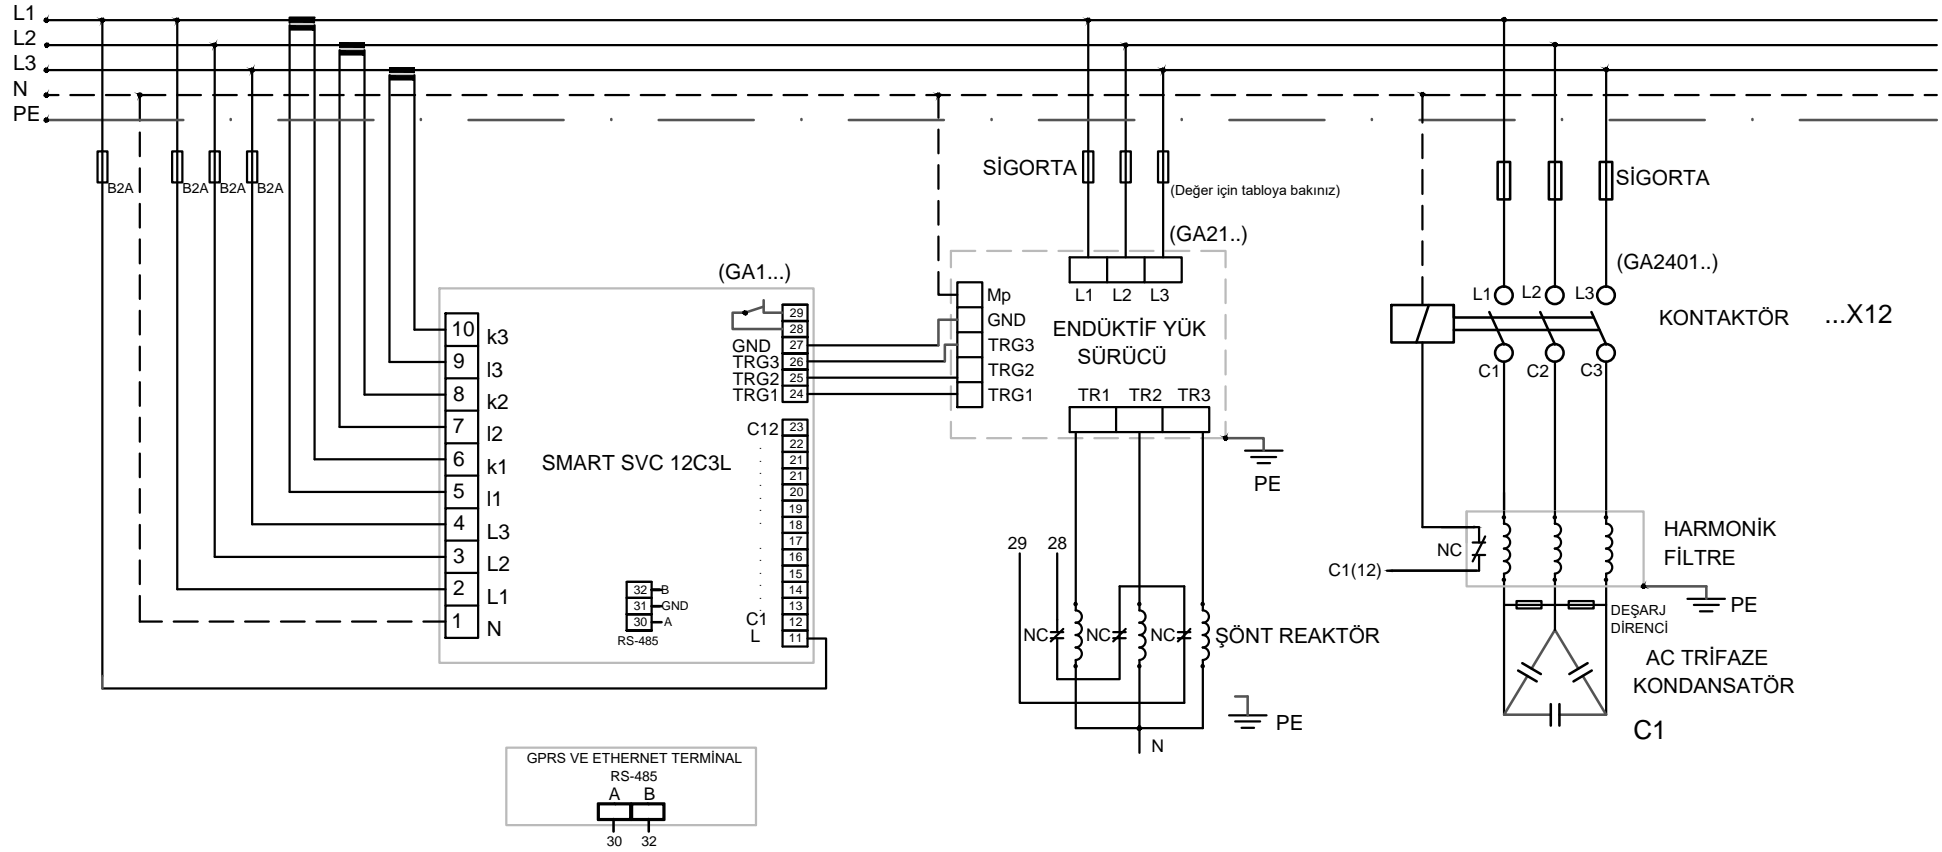 L1
L2
L3
N
PE
B2A
B2A
B2A
B2A
(GA1...)
10 k3
9 l3
8 k2
7 l2
6 k1
5 l1
4 L3
3 L2
2 L1
1 N
SMART SVC 12C3L
29
28
GND 27
TRG3 26
TRG2 25
TRG1 24
C12 23
22
21
21
20
19
18
17
16
15
14
13
C1 12
L 11
32 B
31 GND
30 A
RS-485
GPRS VE ETHERNET TERMİNAL
RS-485
A B
30 32
SİGORTA
(Değer için tabloya bakınız)
(GA21..)
L1 L2 L3
Mp
GND
TRG3
TRG2
TRG1
ENDÜKTİF YÜK
SÜRÜCÜ
TR1 TR2 TR3
PE
29 28
NC NC NC ŞÖNT REAKTÖR
PE
N
SİGORTA
(GA2401..)
L1 L2 L3
KONTAKTÖR ...X12
C1 C2 C3
NC
C1(12)
HARMONİK
FİLTRE
PE
DEŞARJ
DİRENCİ
AC TRİFAZE
KONDANSATÖR
C1